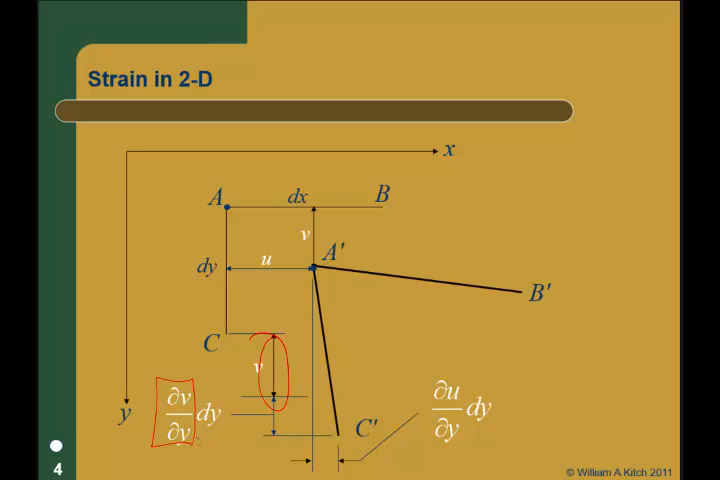 Strain in 2-D
x
A dx B
v
A'
dy u
B'
C
v
∂v/∂y dy
∂u/∂y dy
y
C'
4
© William A Kitch 2011